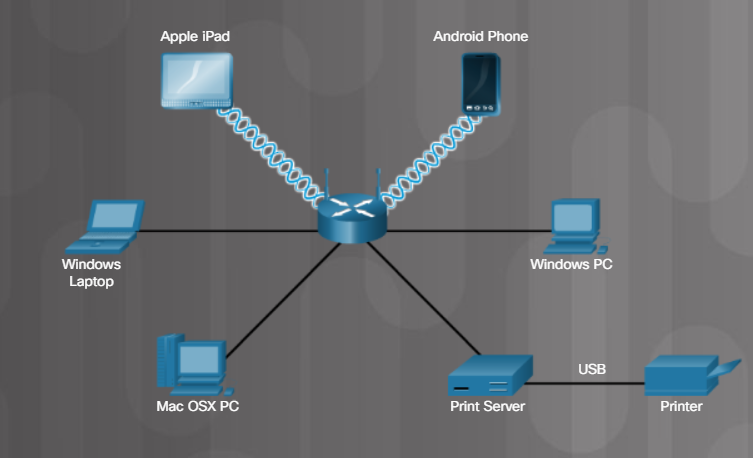 Apple iPad
Android Phone
Windows
Laptop
Windows PC
Mac OSX PC
Print Server
USB
Printer